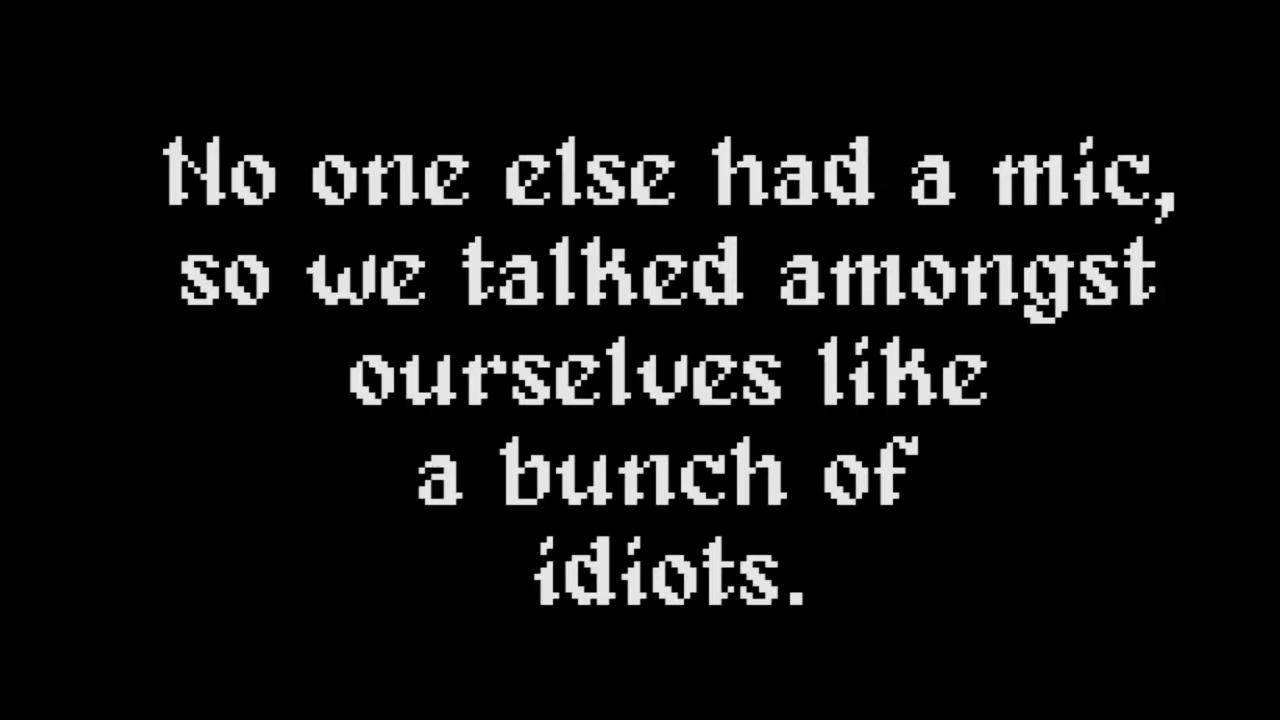 No one else had a mic,
so we talked amongst
ourselves like
a bunch of
idiots.